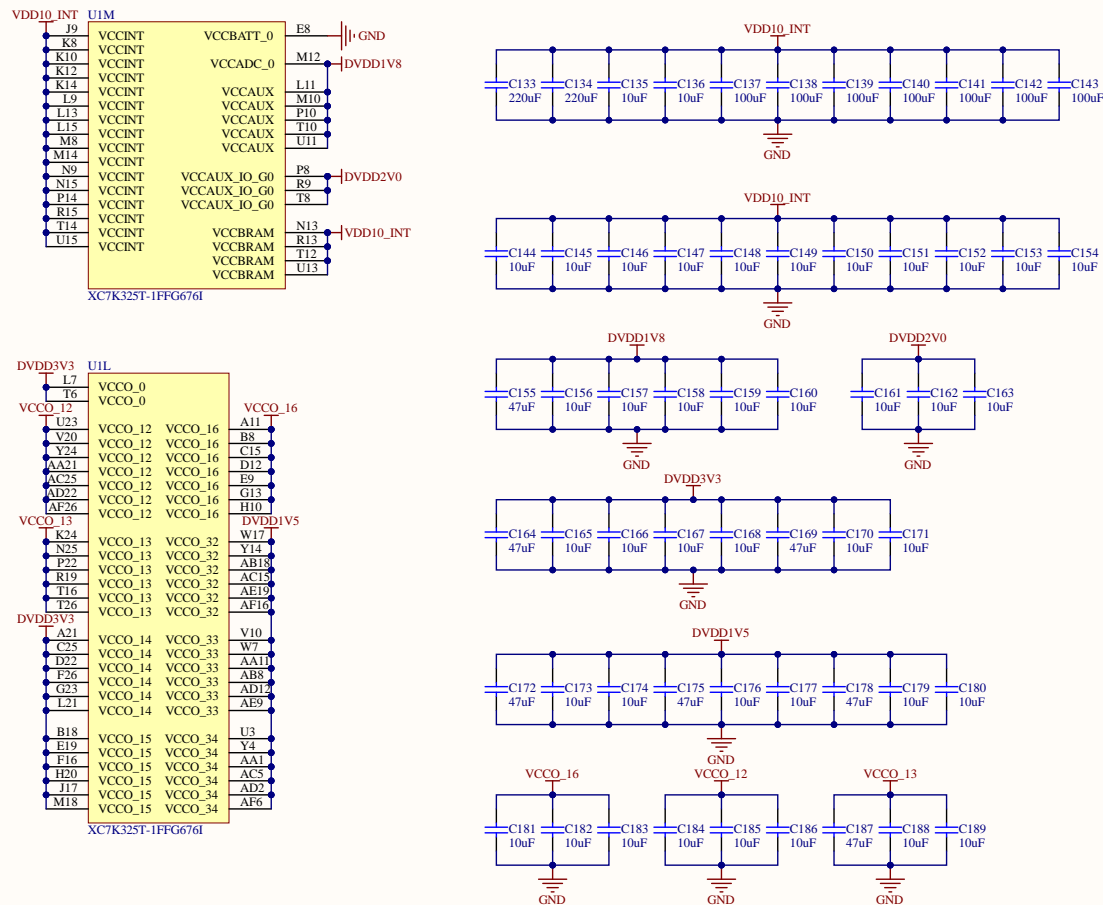 VDD10_INT U1M
J9 VCCINT VCCBATT_0 E8 GND
K8 VCCINT
K10 VCCINT VCCADC_0 M12 DVDD1V8
K12 VCCINT
K14 VCCINT VCCAUX L11
L9 VCCINT VCCAUX M10
L13 VCCINT VCCAUX P10
L15 VCCINT VCCAUX T10
M8 VCCINT VCCAUX U11
M14 VCCINT
N9 VCCINT VCCAUX_IO_G0 P8 DVDD2V0
N15 VCCINT VCCAUX_IO_G0 R9
P14 VCCINT VCCAUX_IO_G0 T8
R15 VCCINT
T14 VCCINT VCCBRAM N13 VDD10_INT
U15 VCCINT VCCBRAM R13
VCCBRAM T12
VCCBRAM U13
XC7K325T-1FFG676I
DVDD3V3 U1L
L7 VCCO_0
T6 VCCO_0
VCCO_12 VCCO_16
U23 VCCO_12 VCCO_16 A11
V20 VCCO_12 VCCO_16 B8
Y24 VCCO_12 VCCO_16 C15
AA21 VCCO_12 VCCO_16 D12
AC25 VCCO_12 VCCO_16 E9
AD22 VCCO_12 VCCO_16 G13
AF26 VCCO_12 VCCO_16 H10
VCCO_13 DVDD1V5
K24 VCCO_13 VCCO_32 W17
N25 VCCO_13 VCCO_32 Y14
P22 VCCO_13 VCCO_32 AB18
R19 VCCO_13 VCCO_32 AC15
T16 VCCO_13 VCCO_32 AE19
T26 VCCO_13 VCCO_32 AF16
DVDD3V3
A21 VCCO_14 VCCO_33 V10
C25 VCCO_14 VCCO_33 W7
D22 VCCO_14 VCCO_33 AA11
F26 VCCO_14 VCCO_33 AB8
G23 VCCO_14 VCCO_33 AD12
L21 VCCO_14 VCCO_33 AE9
B18 VCCO_15 VCCO_34 U3
E19 VCCO_15 VCCO_34 Y4
F16 VCCO_15 VCCO_34 AA1
H20 VCCO_15 VCCO_34 AC5
J17 VCCO_15 VCCO_34 AD2
M18 VCCO_15 VCCO_34 AF6
XC7K325T-1FFG676I
VDD10_INT
C133 C134 C135 C136 C137 C138 C139 C140 C141 C142 C143
220uF 220uF 10uF 10uF 100uF 100uF 100uF 100uF 100uF 100uF 100uF
GND
VDD10_INT
C144 C145 C146 C147 C148 C149 C150 C151 C152 C153 C154
10uF 10uF 10uF 10uF 10uF 10uF 10uF 10uF 10uF 10uF 10uF
GND
DVDD1V8 DVDD2V0
C155 C156 C157 C158 C159 C160 C161 C162 C163
47uF 10uF 10uF 10uF 10uF 10uF 10uF 10uF 10uF
GND GND
DVDD3V3
C164 C165 C166 C167 C168 C169 C170 C171
47uF 10uF 10uF 10uF 10uF 47uF 10uF 10uF
GND
DVDD1V5
C172 C173 C174 C175 C176 C177 C178 C179 C180
47uF 10uF 10uF 47uF 10uF 10uF 47uF 10uF 10uF
GND
VCCO_16 VCCO_12 VCCO_13
C181 C182 C183 C184 C185 C186 C187 C188 C189
10uF 10uF 10uF 10uF 10uF 10uF 47uF 10uF 10uF
GND GND GND